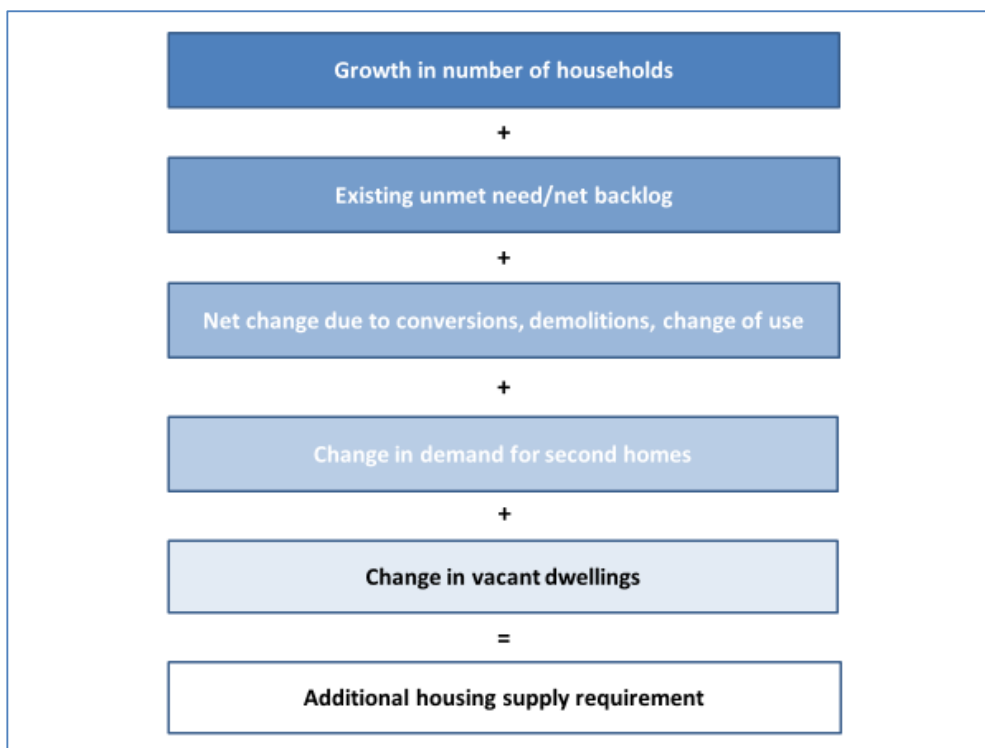 Growth in number of households
+
Existing unmet need/net backlog
+
Net change due to conversions, demolitions, change of use
+
Change in demand for second homes
+
Change in vacant dwellings
=
Additional housing supply requirement